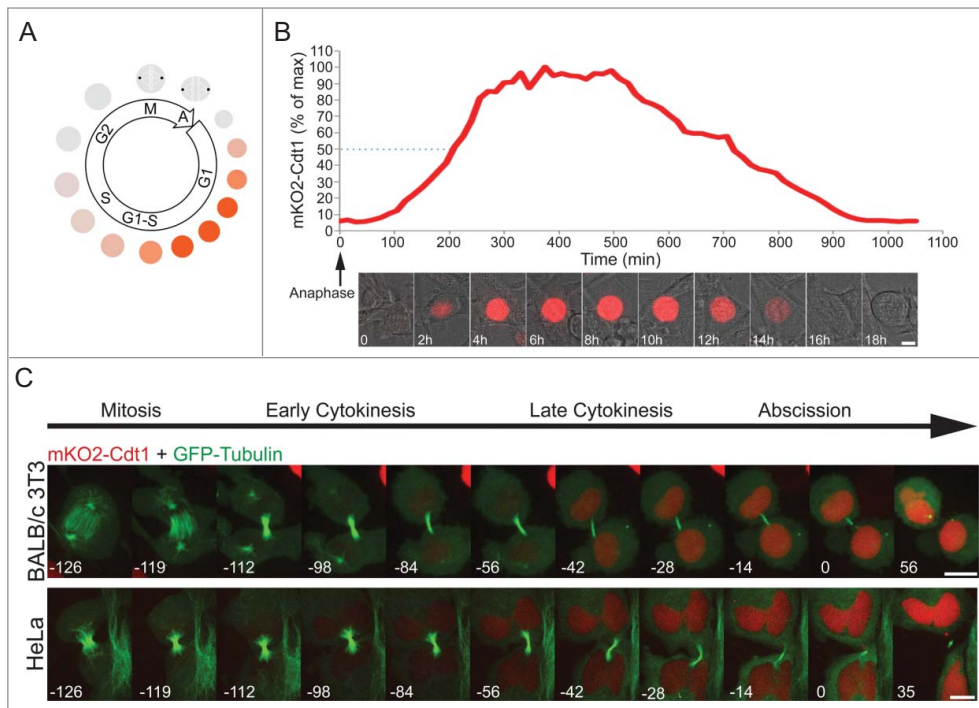 A
M
A
G2
G1
S
G1-S
B
mKO2-Cdt1 (% of max)
110
100
90
80
70
60
50
40
30
20
10
0
0 100 200 300 400 500 600 700 800 900 1000 1100
Time (min)
Anaphase
0 2h 4h 6h 8h 10h 12h 14h 16h 18h
C
Mitosis Early Cytokinesis Late Cytokinesis Abscission
mKO2-Cdt1 + GFP-Tubulin
BALB/c 3T3
-126 -119 -112 -98 -84 -56 -42 -28 -14 0 56
HeLa
-126 -119 -112 -98 -84 -56 -42 -28 -14 0 35